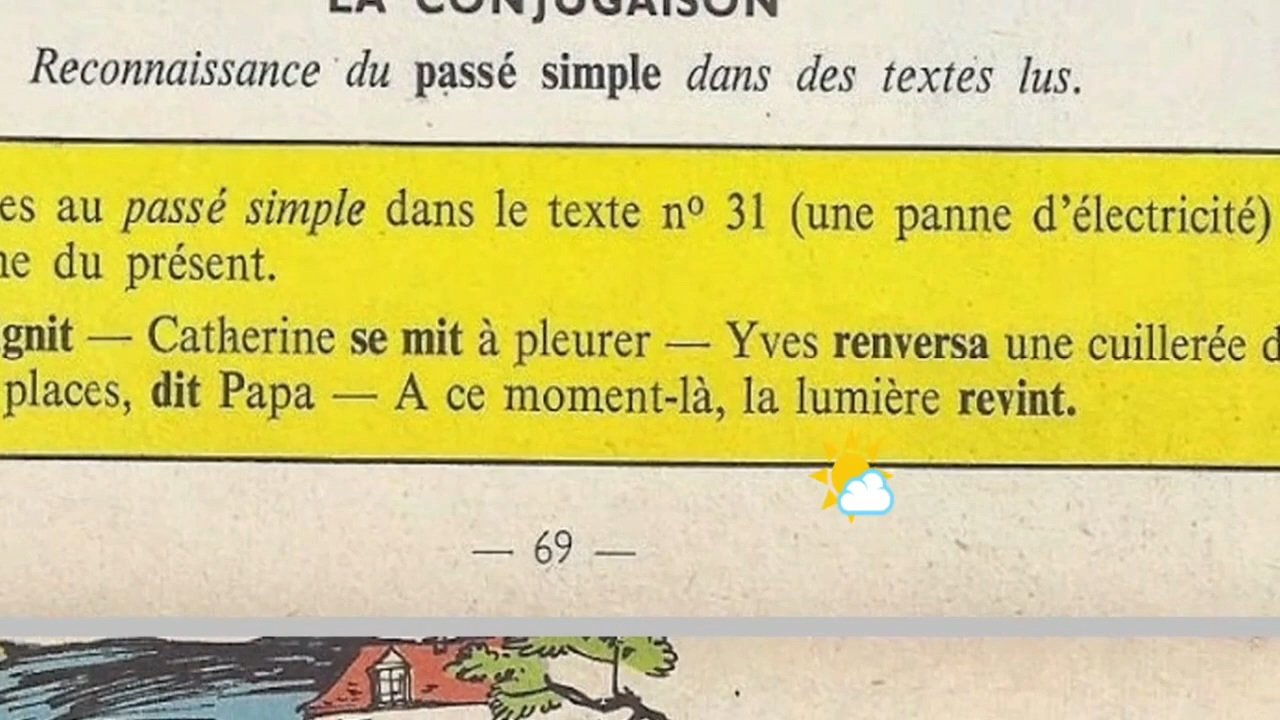 LA CONJUGAISON
Reconnaissance du passé simple dans des textes lus.
es au passé simple dans le texte nº 31 (une panne d'électricité)
du présent.
gnit — Catherine se mit à pleurer — Yves renversa une cuillerée d
places, dit Papa — A ce moment-là, la lumière revint.
— 69 —